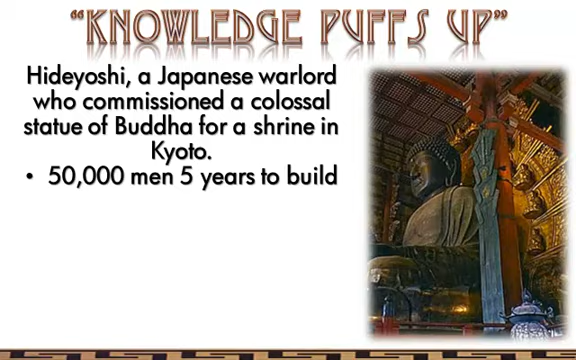 “KNOWLEDGE PUFFS UP”
Hideyoshi, a Japanese warlord
who commissioned a colossal
statue of Buddha for a shrine in
Kyoto.
• 50,000 men 5 years to build